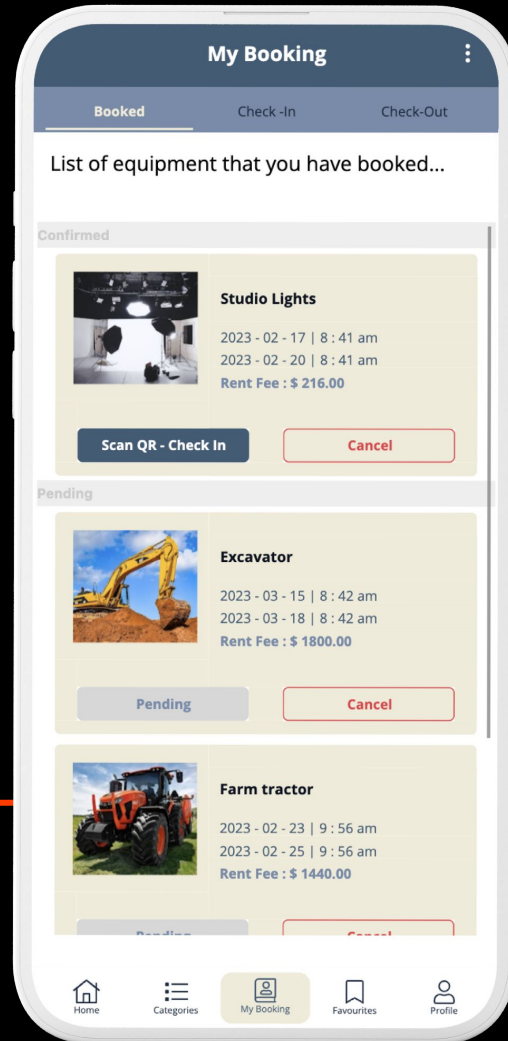 My Booking
Booked Check -In Check-Out
List of equipment that you have booked...
Confirmed
Studio Lights
2023 - 02 - 17 | 8 : 41 am
2023 - 02 - 20 | 8 : 41 am
Rent Fee : $ 216.00
Scan QR - Check In Cancel
Pending
Excavator
2023 - 03 - 15 | 8 : 42 am
2023 - 03 - 18 | 8 : 42 am
Rent Fee : $ 1800.00
Pending Cancel
Farm tractor
2023 - 02 - 23 | 9 : 56 am
2023 - 02 - 25 | 9 : 56 am
Rent Fee : $ 1440.00
Pending Cancel
Home Categories My Booking Favourites Profile